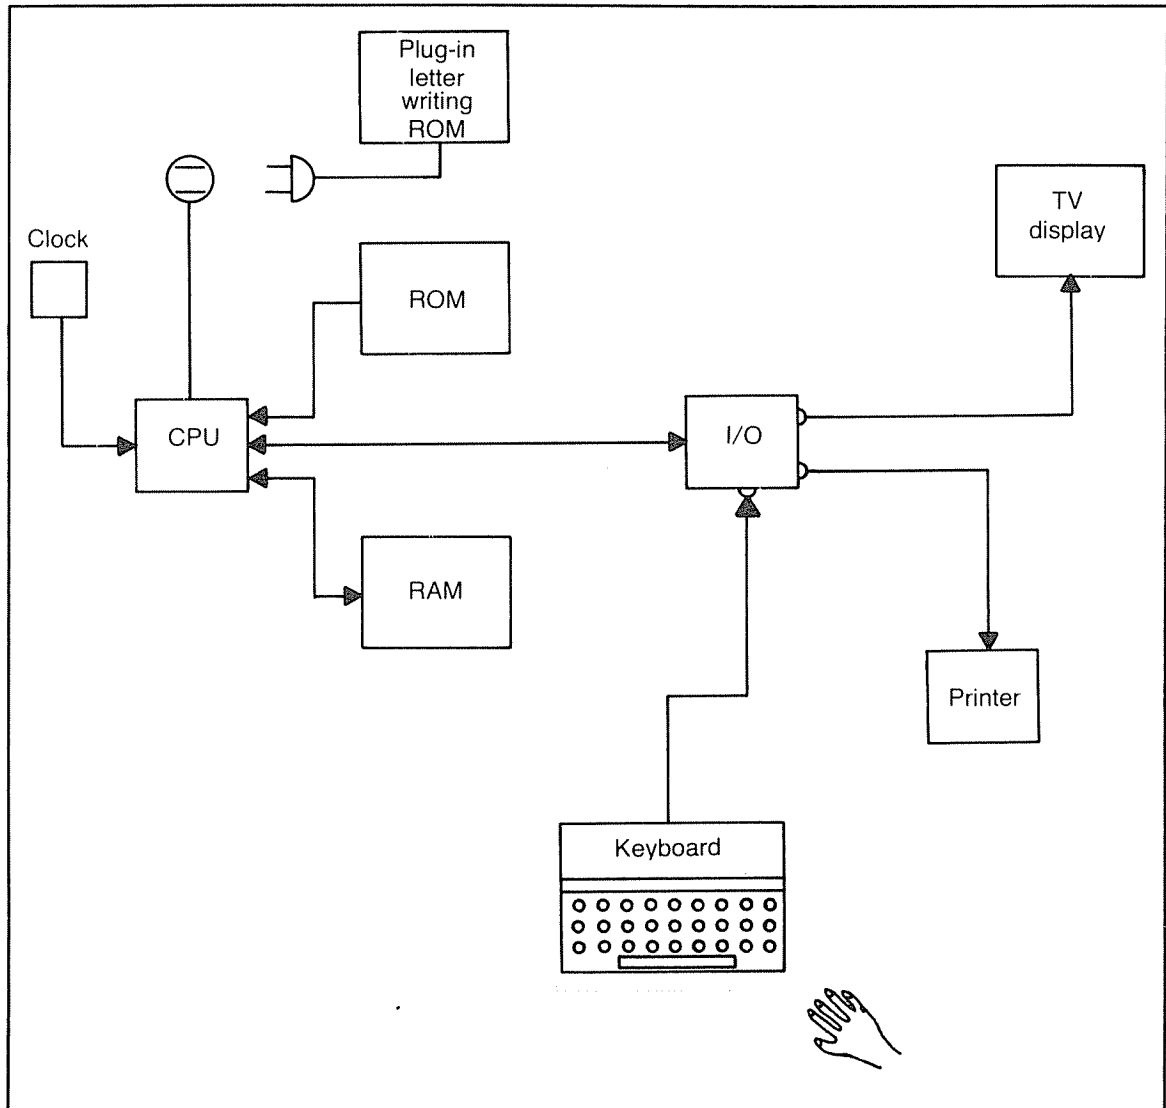 Plug-in
letter
writing
ROM
TV
display
Clock
ROM
CPU
I/O
RAM
Printer
Keyboard